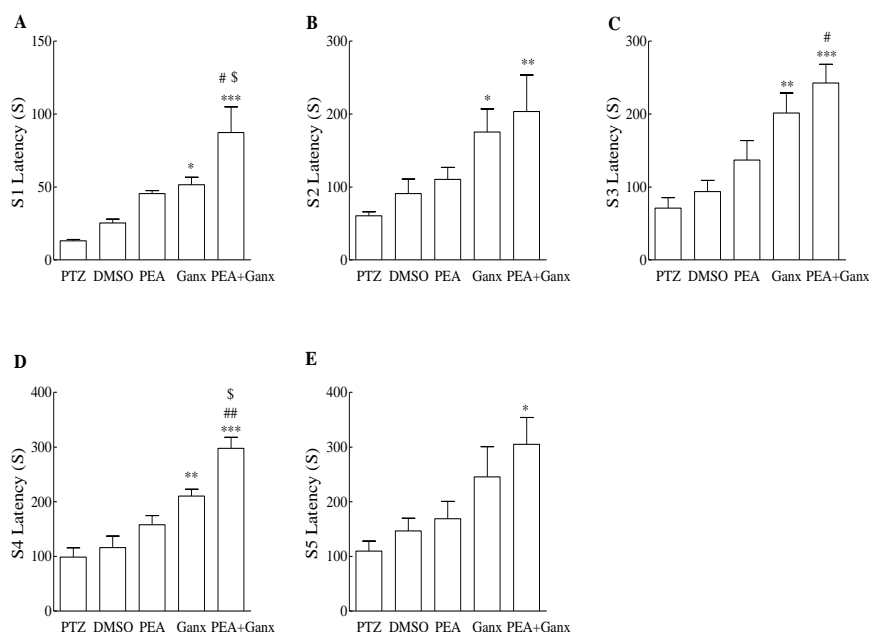 A
S1 Latency (S)
150
100
50
0
# $
***
*
PTZ DMSO PEA Ganx PEA+Ganx
B
S2 Latency (S)
300
200
100
0
**
*
PTZ DMSO PEA Ganx PEA+Ganx
C
S3 Latency (S)
300
200
100
0
#
***
**
PTZ DMSO PEA Ganx PEA+Ganx
D
S4 Latency (S)
400
300
200
100
0
$
##
***
**
PTZ DMSO PEA Ganx PEA+Ganx
E
S5 Latency (S)
400
300
200
100
0
*
PTZ DMSO PEA Ganx PEA+Ganx